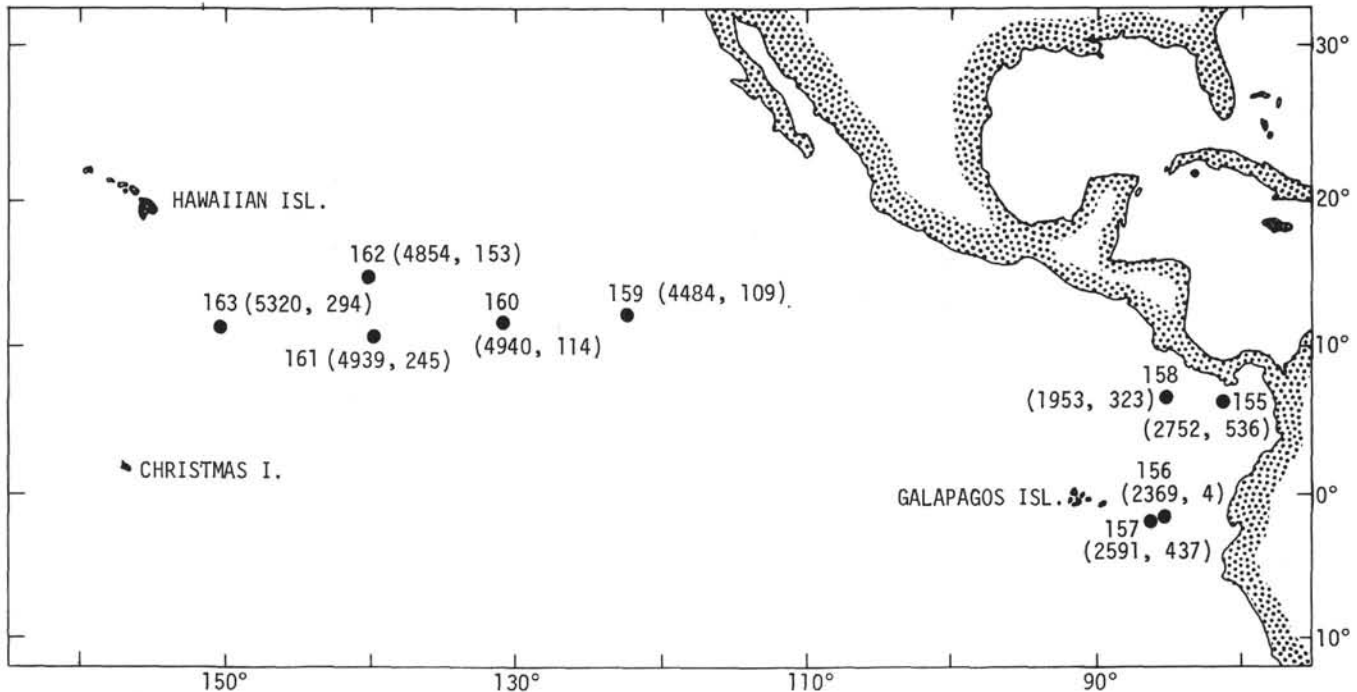 30°
HAWAIIAN ISL.
20°
162 (4854, 153)
163 (5320, 294)
160
159 (4484, 109)
(4940, 114)
161 (4939, 245)
10°
158
(1953, 323)
155
(2752, 536)
CHRISTMAS I.
156
(2369, 4)
GALAPAGOS ISL.
0°
157
(2591, 437)
10°
150°
130°
110°
90°